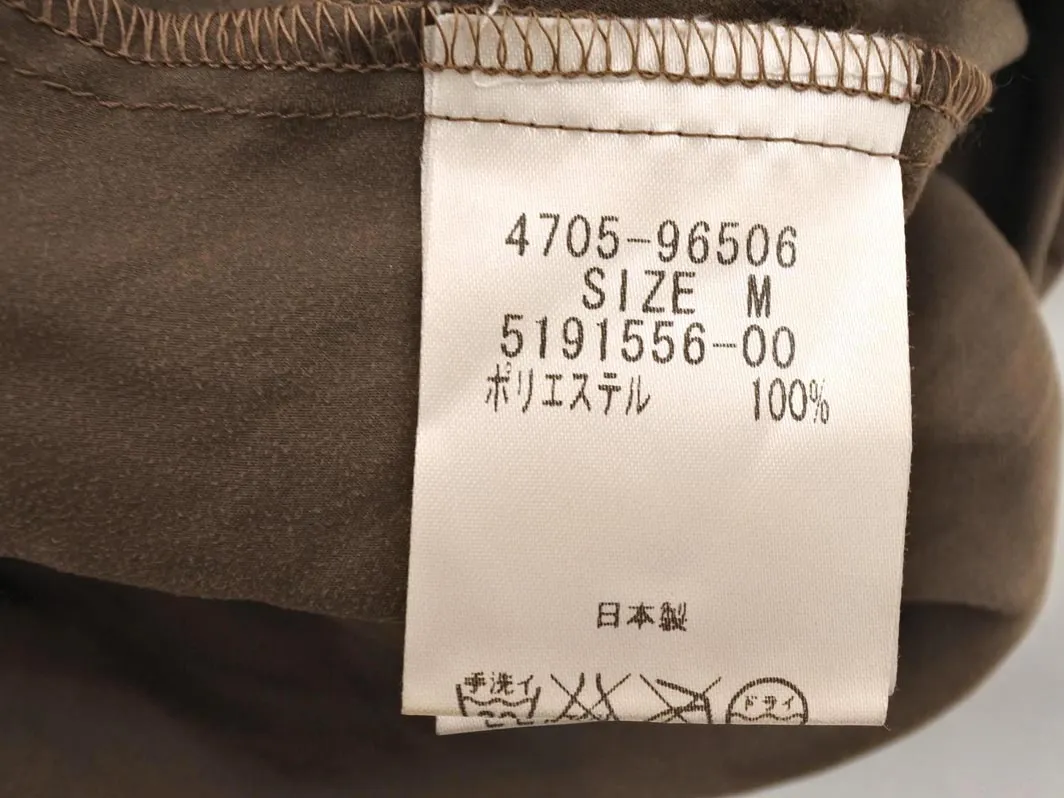 4705-96506
SIZE M
5191556-00
ポリエステル 100%
日本製
手洗イ
ドライ